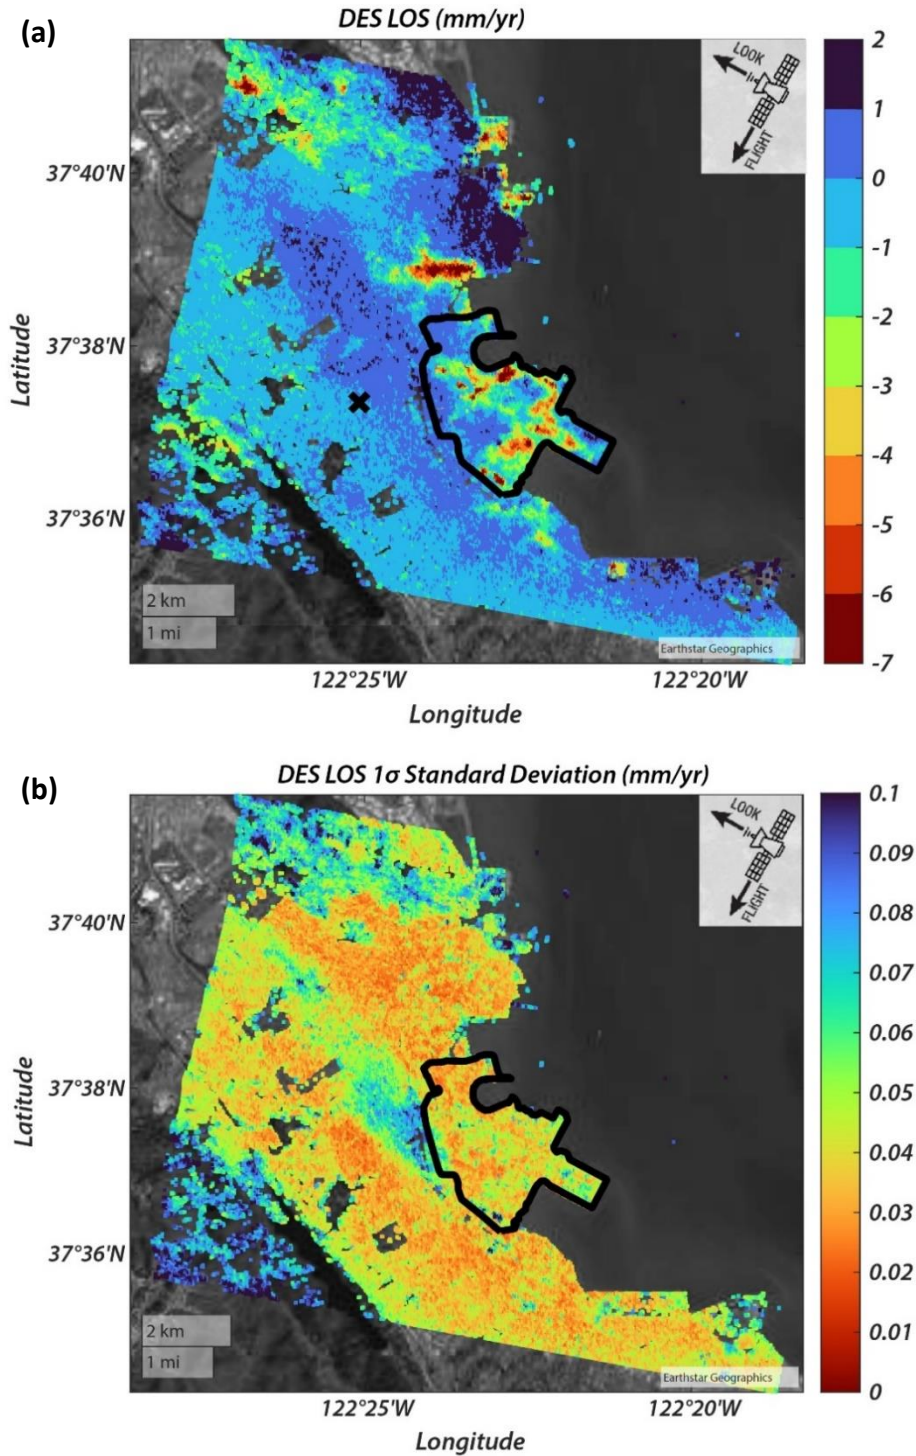 (a)
DES LOS (mm/yr)
LOOK
FLIGHT
2
1
0
-1
-2
-3
-4
-5
-6
-7
37°40'N
37°38'N
37°36'N
Latitude
2 km
1 mi
Earthstar Geographics
122°25'W
122°20'W
Longitude
(b)
DES LOS 1σ Standard Deviation (mm/yr)
LOOK
FLIGHT
0.1
0.09
0.08
0.07
0.06
0.05
0.04
0.03
0.02
0.01
0
37°40'N
37°38'N
37°36'N
Latitude
2 km
1 mi
Earthstar Geographics
122°25'W
122°20'W
Longitude